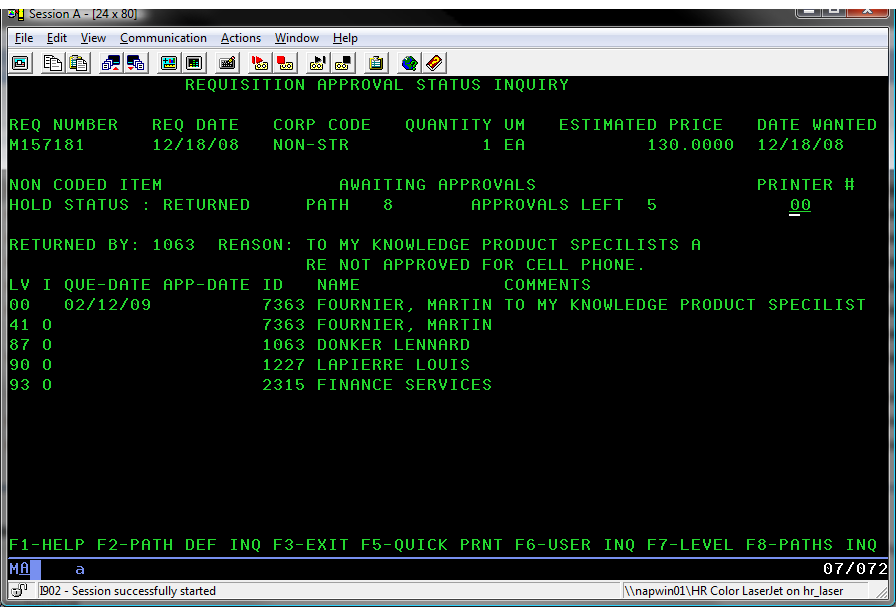 Session A - [24 x 80]
File Edit View Communication Actions Window Help
REQUISITION APPROVAL STATUS INQUIRY
REQ NUMBER REQ DATE CORP CODE QUANTITY UM ESTIMATED PRICE DATE WANTED
M157181 12/18/08 NON-STR 1 EA 130.0000 12/18/08
NON CODED ITEM AWAITING APPROVALS PRINTER #
HOLD STATUS : RETURNED PATH 8 APPROVALS LEFT 5 00
RETURNED BY: 1063 REASON: TO MY KNOWLEDGE PRODUCT SPECILISTS A
RE NOT APPROVED FOR CELL PHONE.
LV I QUE-DATE APP-DATE ID NAME COMMENTS
00 02/12/09 7363 FOURNIER, MARTIN TO MY KNOWLEDGE PRODUCT SPECILIST
41 O 7363 FOURNIER, MARTIN
87 O 1063 DONKER LENNARD
90 O 1227 LAPIERRE LOUIS
93 O 2315 FINANCE SERVICES
F1-HELP F2-PATH DEF INQ F3-EXIT F5-QUICK PRNT F6-USER INQ F7-LEVEL F8-PATHS INQ
MA a 07/072
I902 - Session successfully started \\napwin01\HR Color LaserJet on hr_laser